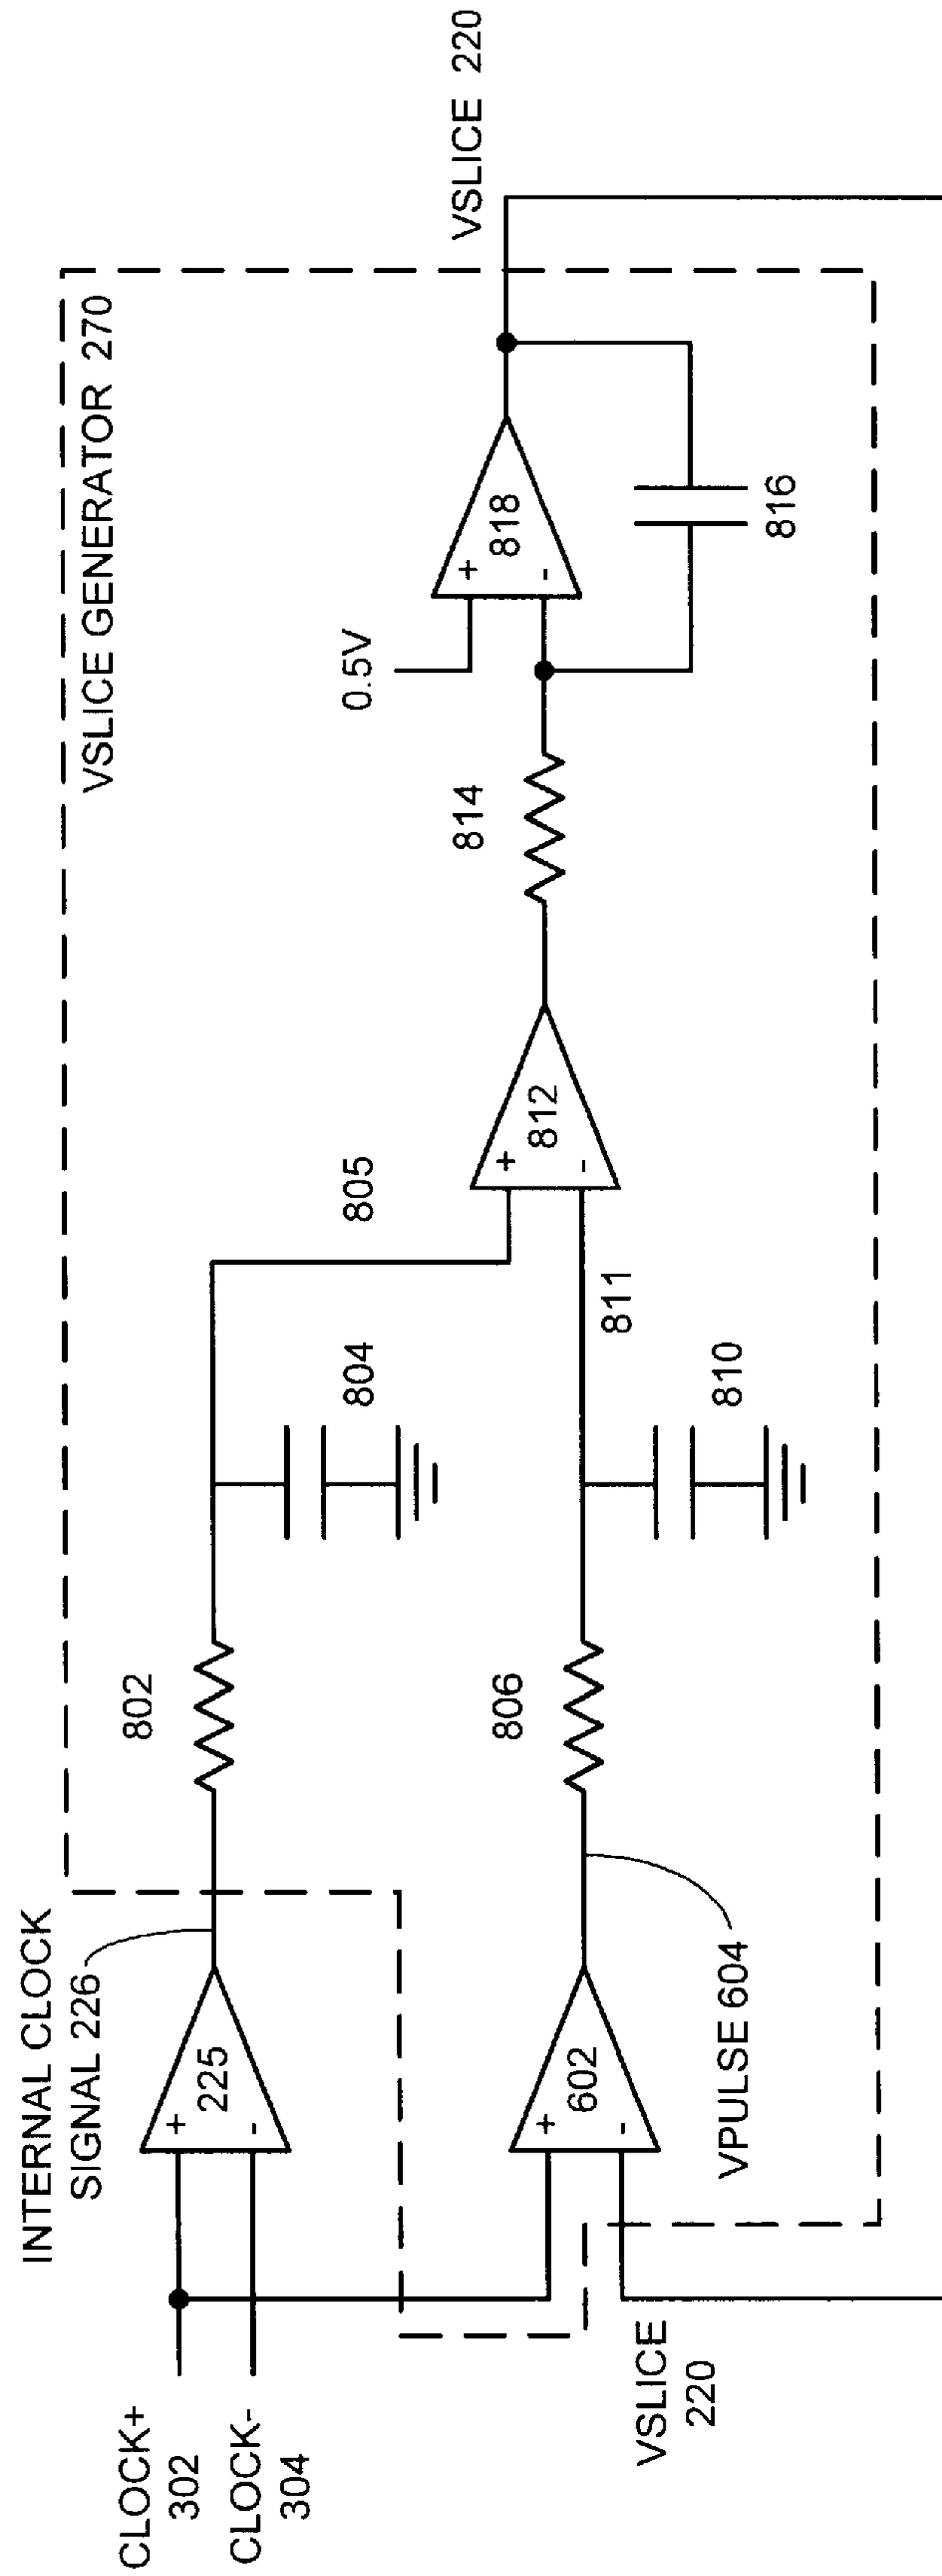 VSLICE GENERATOR 270
INTERNAL CLOCK
SIGNAL 226
CLOCK+
302
CLOCK-
304
+
225
-
802
804
805
VSLICE
220
+
602
-
VPULSE 604
806
810
811
+
812
-
814
0.5V
+
818
-
816
VSLICE 220